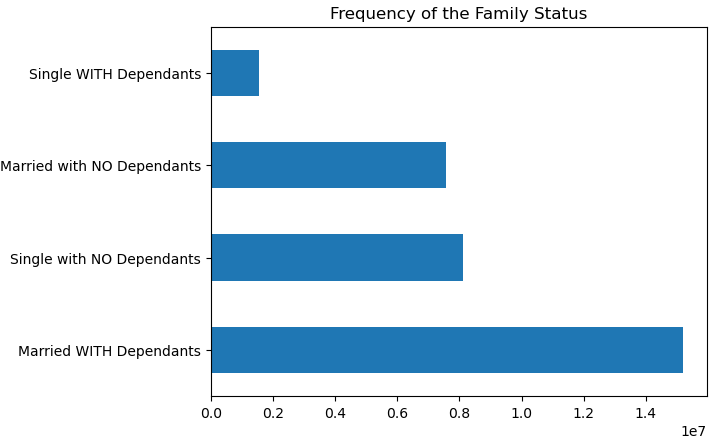 Frequency of the Family Status
Single WITH Dependants
Married with NO Dependants
Single with NO Dependants
Married WITH Dependants
0.0 0.2 0.4 0.6 0.8 1.0 1.2 1.4
1e7